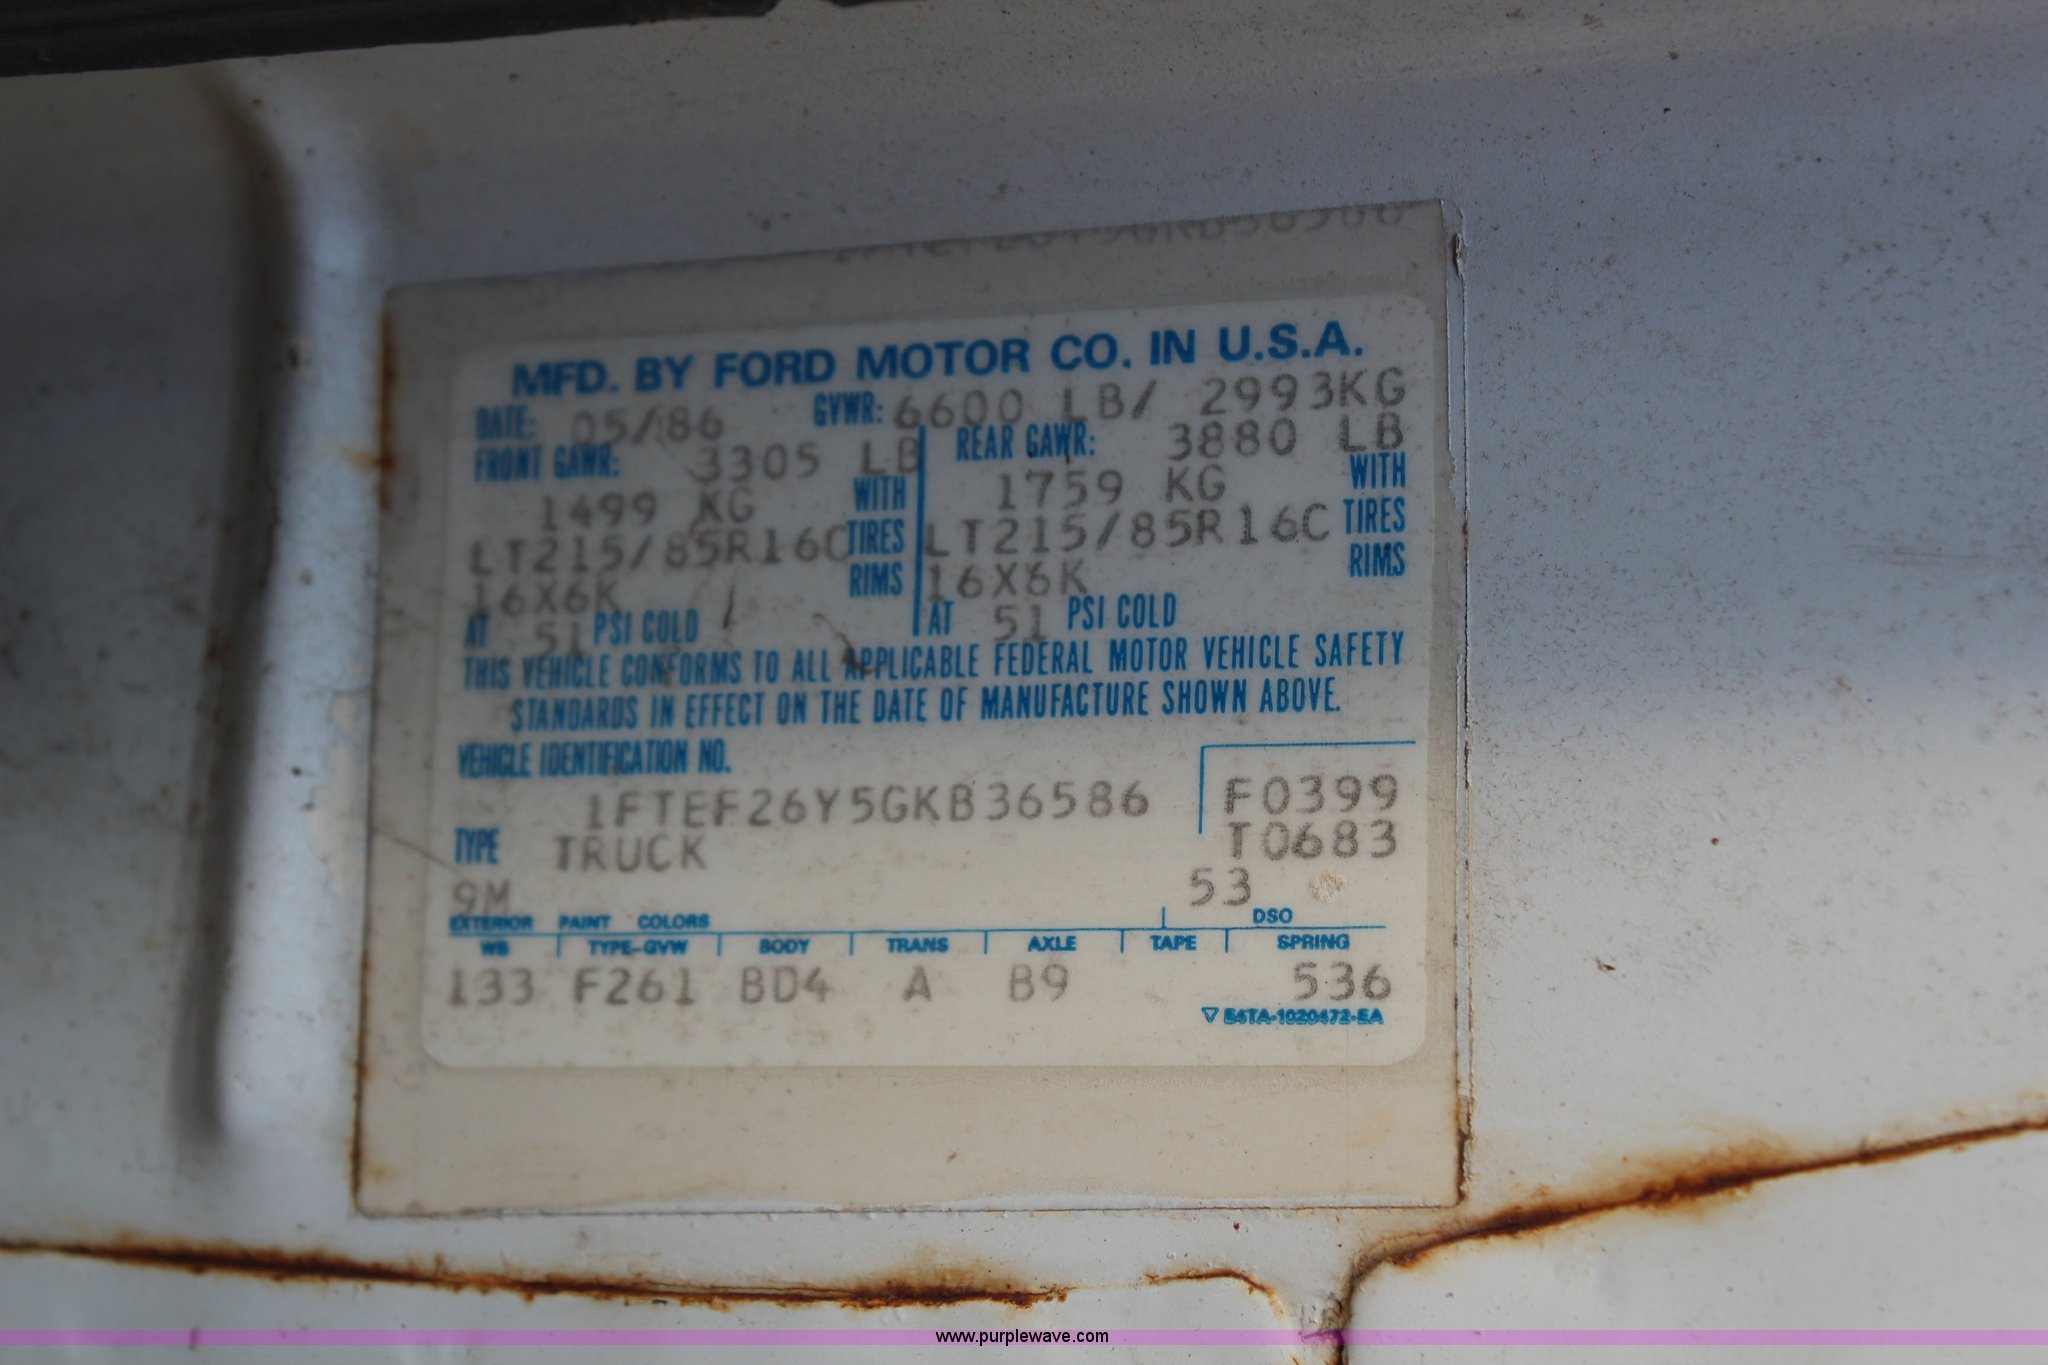 MFD. BY FORD MOTOR CO. IN U.S.A.
DATE: 05/86 GVWR: 6600 LB/ 2993KG
FRONT GAWR: 3305 LB REAR GAWR: 3880 LB
1499 KG WITH 1759 KG WITH
LT215/85R16C TIRES LT215/85R16C TIRES
16X6K RIMS 16X6K RIMS
AT 51 PSI COLD AT 51 PSI COLD
THIS VEHICLE CONFORMS TO ALL APPLICABLE FEDERAL MOTOR VEHICLE SAFETY
STANDARDS IN EFFECT ON THE DATE OF MANUFACTURE SHOWN ABOVE.
VEHICLE IDENTIFICATION NO.
1FTEF26Y5GKB36586 F0399
TYPE TRUCK T0683
9M 53
EXTERIOR PAINT COLORS DSO
WB TYPE-GVW BODY TRANS AXLE TAPE SPRING
133 F261 BD4 A B9 536
▽ E4TA-1020472-EA
www.purplewave.com